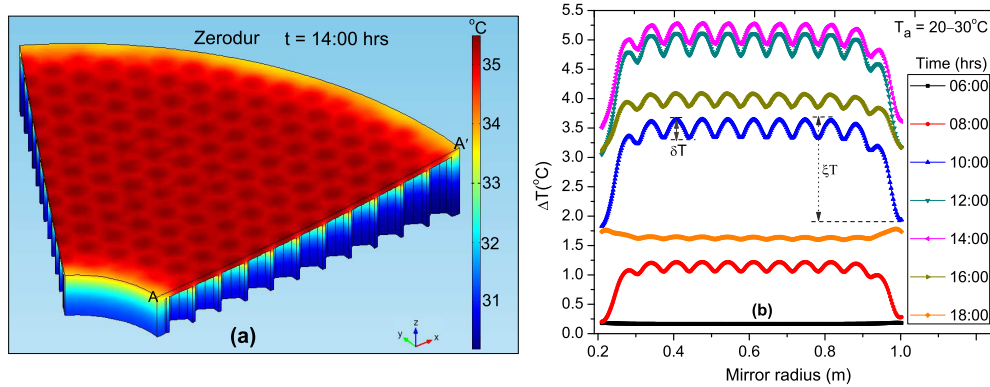 Zerodur t = 14:00 hrs
°C
35
34
33
32
31
A
A′
(a)
z
y
x
5.5
5.0
4.5
4.0
3.5
3.0
2.5
2.0
1.5
1.0
0.5
0.0
ΔT(°C)
0.2 0.4 0.6 0.8 1.0
Mirror radius (m)
Ta = 20–30°C
δT
ξT
(b)
Time (hrs)
06:00
08:00
10:00
12:00
14:00
16:00
18:00